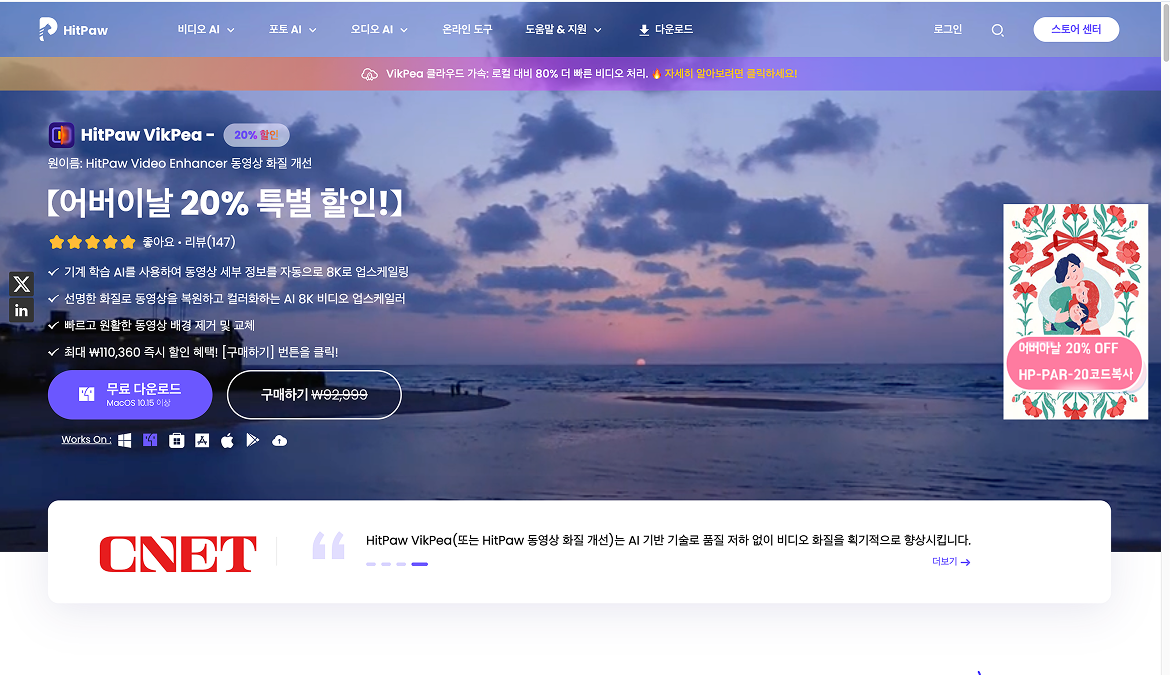 HitPaw
비디오 AI
포토 AI
오디오 AI
온라인 도구
도움말 & 지원
다운로드
로그인
스토어 센터
VikPea 클라우드 가속: 로컬 대비 80% 더 빠른 비디오 처리. 🔥 자세히 알아보려면 클릭하세요!
HitPaw VikPea - 20% 할인
원이름: HitPaw Video Enhancer 동영상 화질 개선
【어버이날 20% 특별 할인!】
좋아요 • 리뷰(147)
기계 학습 AI를 사용하여 동영상 세부 정보를 자동으로 8K로 업스케일링
선명한 화질로 동영상을 복원하고 컬러화하는 AI 8K 비디오 업스케일러
빠르고 원활한 동영상 배경 제거 및 교체
최대 ₩110,360 즉시 할인 혜택! [구매하기] 번튼을 클릭!
무료 다운로드
MacOS 10.15 이상
구매하기 ₩92,999
Works On :
X
in
어버이날 20% OFF
HP-PAR-20코드복사
CNET
HitPaw VikPea(또는 HitPaw 동영상 화질 개선)는 AI 기반 기술로 품질 저하 없이 비디오 화질을 획기적으로 향상시킵니다.
더보기